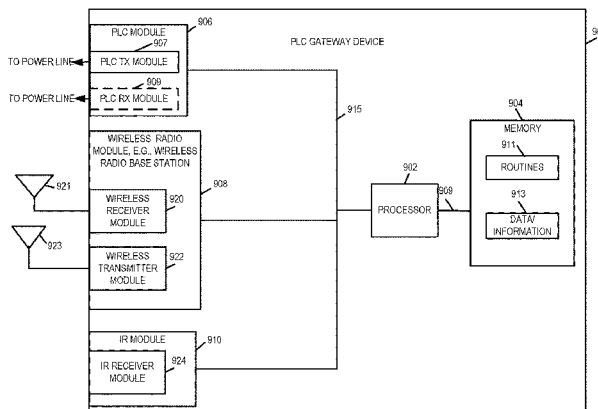 PLC MODULE
906
907
PLC TX MODULE
TO POWER LINE
909
PLC RX MODULE
TO POWER LINE
PLC GATEWAY DEVICE
915
904
MEMORY
911
ROUTINES
913
DATA/
INFORMATION
902
PROCESSOR
909
WIRELESS RADIO
MODULE, E.G., WIRELESS
RADIO BASE STATION
908
921
WIRELESS
RECEIVER
MODULE
920
923
WIRELESS
TRANSMITTER
MODULE
922
IR MODULE
910
IR RECEIVER
MODULE
924